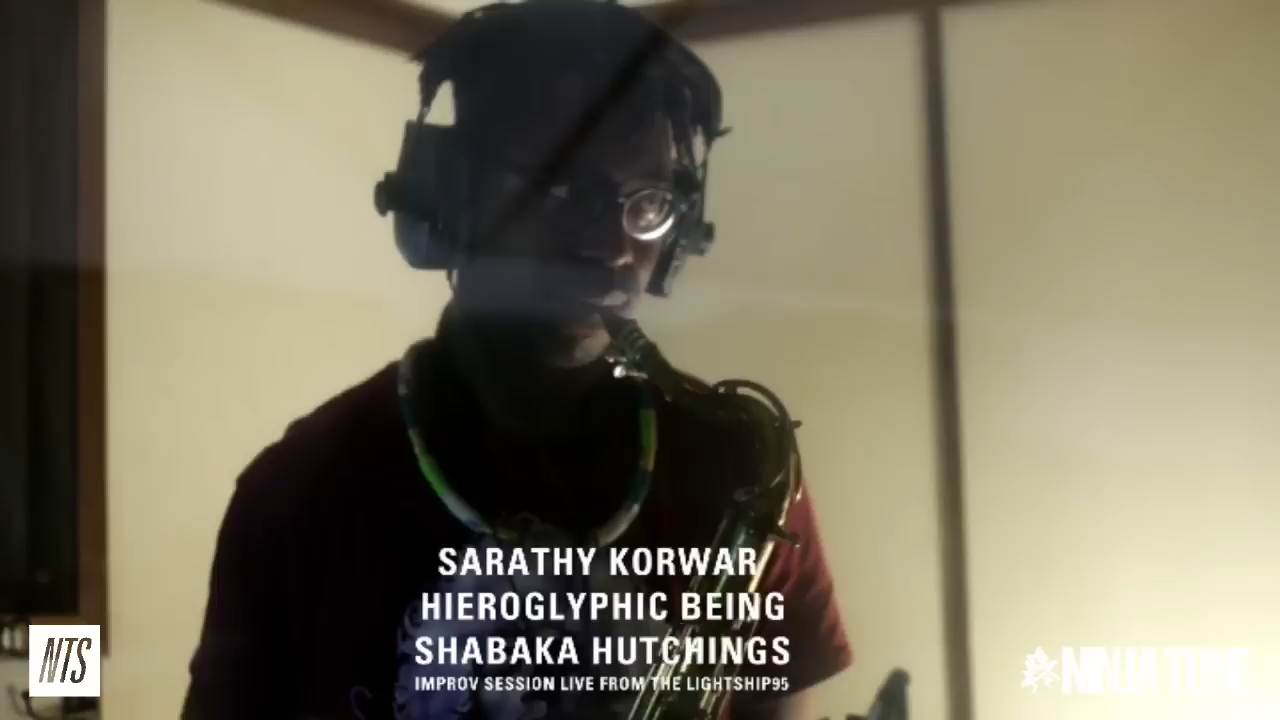 SARATHY KORWAR
HIEROGLYPHIC BEING
SHABAKA HUTCHINGS
IMPROV SESSION LIVE FROM THE LIGHTSHIP95
NTS
NINJA TUNE